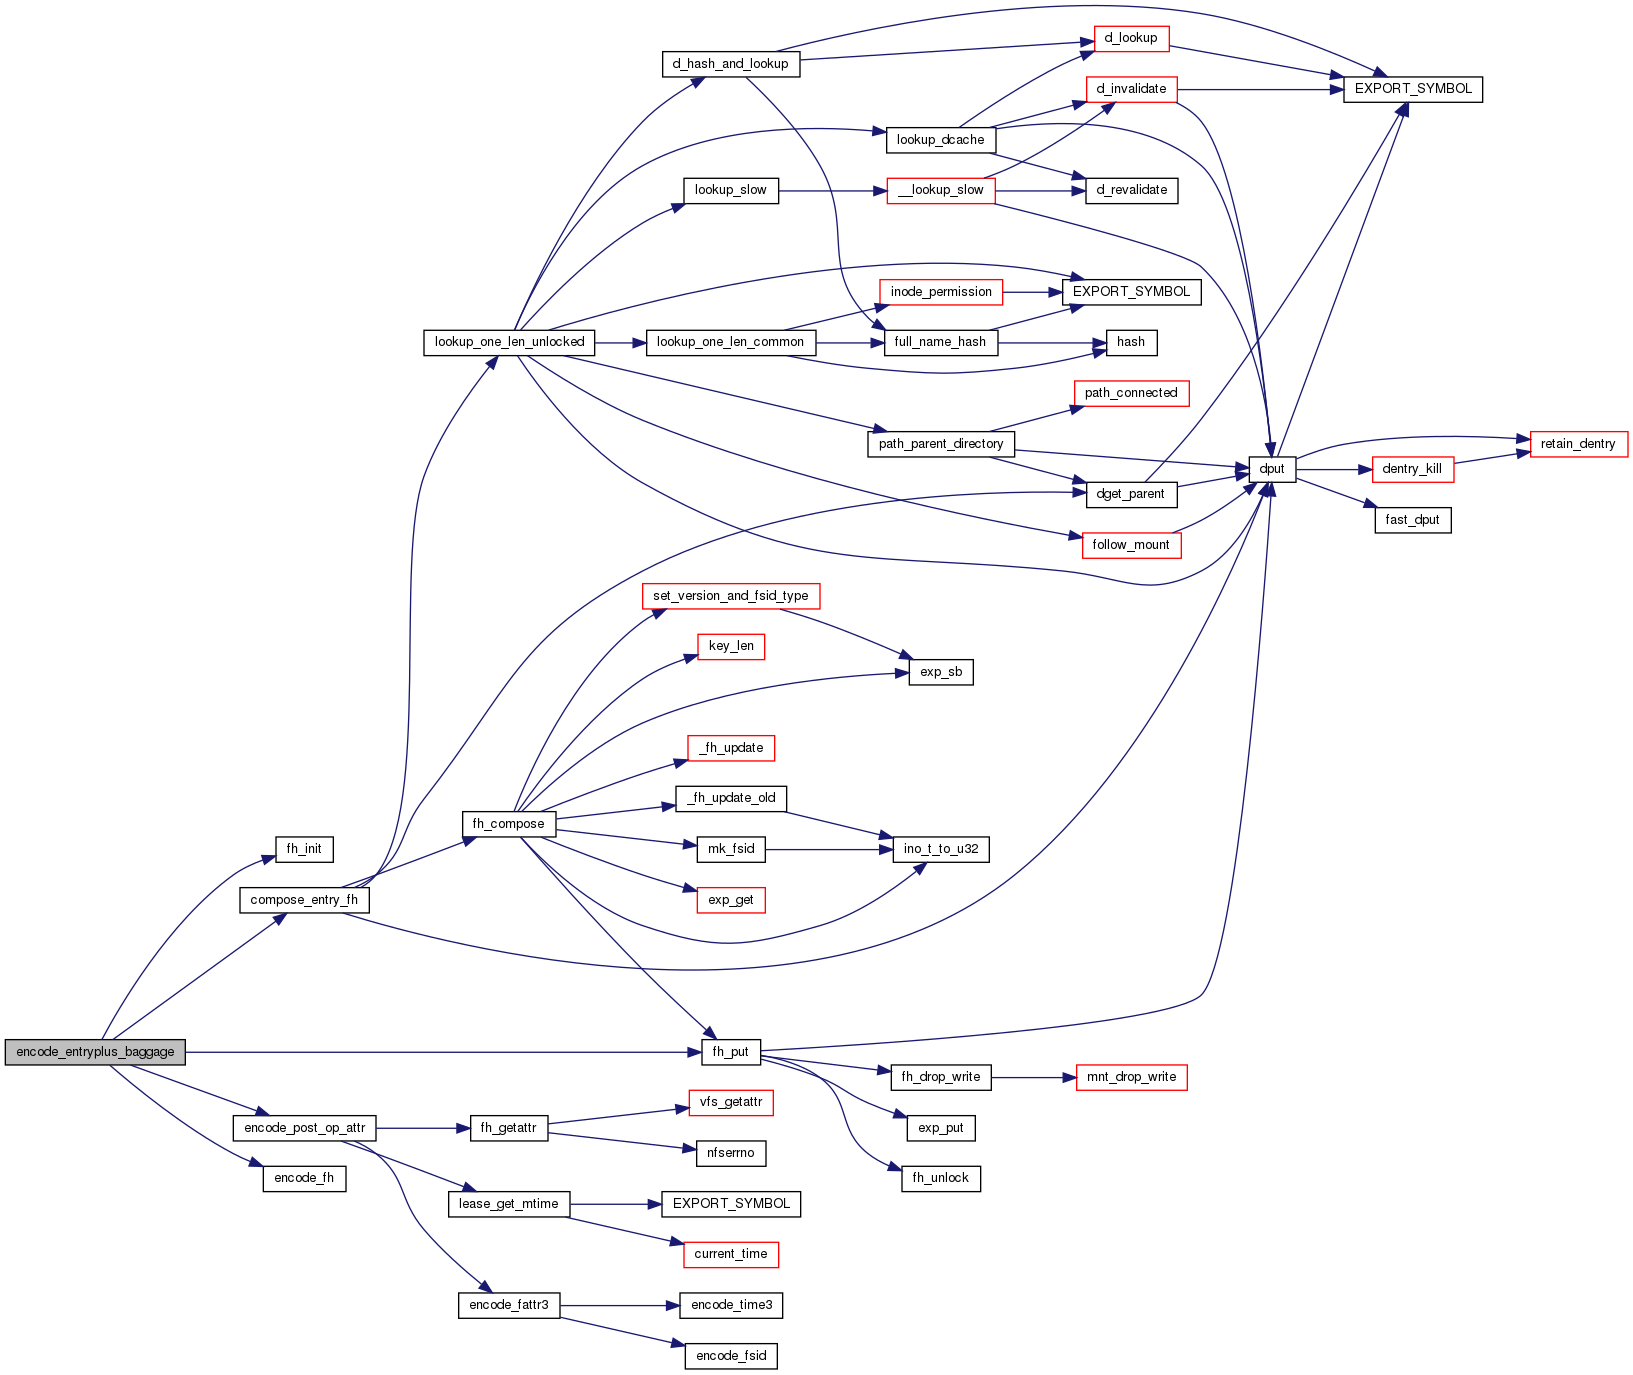 d_lookup
d_hash_and_lookup
d_invalidate
EXPORT_SYMBOL
lookup_dcache
lookup_slow
__lookup_slow
d_revalidate
inode_permission
EXPORT_SYMBOL
lookup_one_len_unlocked
lookup_one_len_common
full_name_hash
hash
path_connected
path_parent_directory
retain_dentry
dput
dentry_kill
dget_parent
fast_dput
follow_mount
set_version_and_fsid_type
key_len
exp_sb
_fh_update
_fh_update_old
fh_compose
fh_init
mk_fsid
ino_t_to_u32
compose_entry_fh
exp_get
encode_entryplus_baggage
fh_put
fh_drop_write
mnt_drop_write
vfs_getattr
encode_post_op_attr
fh_getattr
exp_put
nfserrno
encode_fh
fh_unlock
lease_get_mtime
EXPORT_SYMBOL
current_time
encode_fattr3
encode_time3
encode_fsid